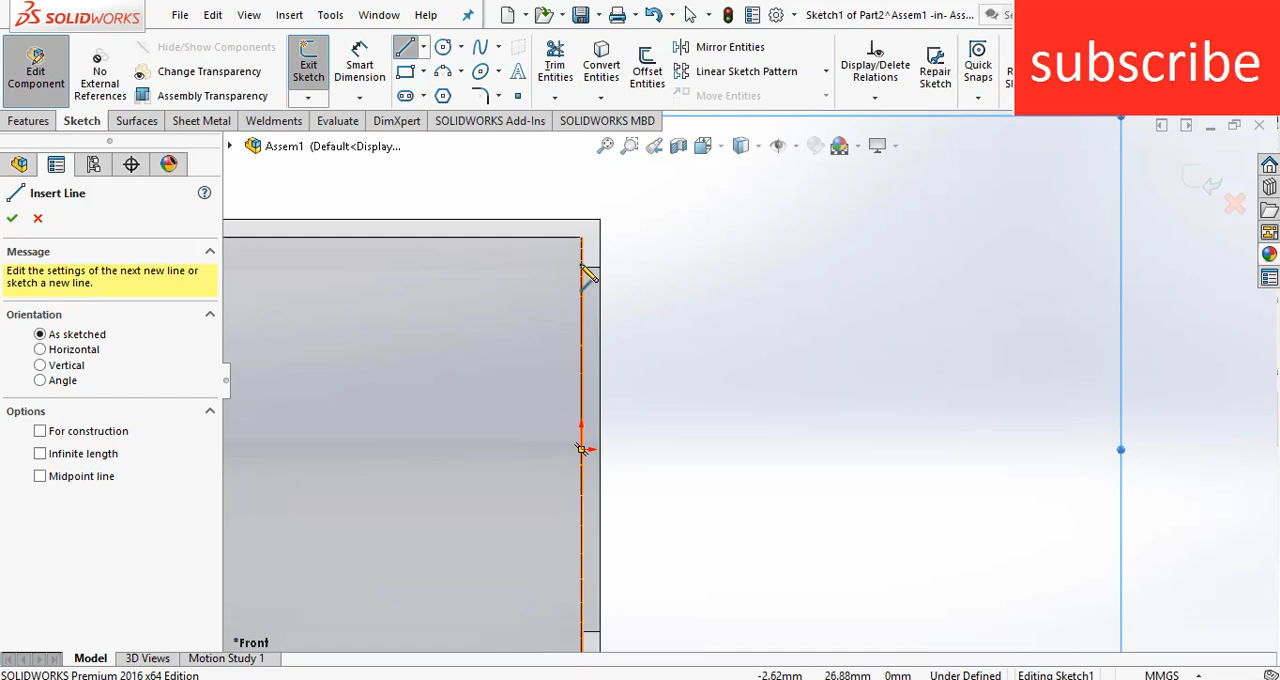 SOLIDWORKS
File Edit View Insert Tools Window Help
Sketch1 of Part2^Assem1 -in- Ass...
subscribe
Edit Component
No External References
Hide/Show Components
Change Transparency
Assembly Transparency
Exit Sketch
Smart Dimension
Trim Entities
Convert Entities
Offset Entities
Mirror Entities
Linear Sketch Pattern
Move Entities
Display/Delete Relations
Repair Sketch
Quick Snaps
Features Sketch Surfaces Sheet Metal Weldments Evaluate DimXpert SOLIDWORKS Add-Ins SOLIDWORKS MBD
Assem1 (Default<Display...
Insert Line
Message
Edit the settings of the next new line or
sketch a new line.
Orientation
As sketched
Horizontal
Vertical
Angle
Options
For construction
Infinite length
Midpoint line
*Front
Model 3D Views Motion Study 1
SOLIDWORKS Premium 2016 x64 Edition -2.62mm 26.88mm 0mm Under Defined Editing Sketch1 MMGS